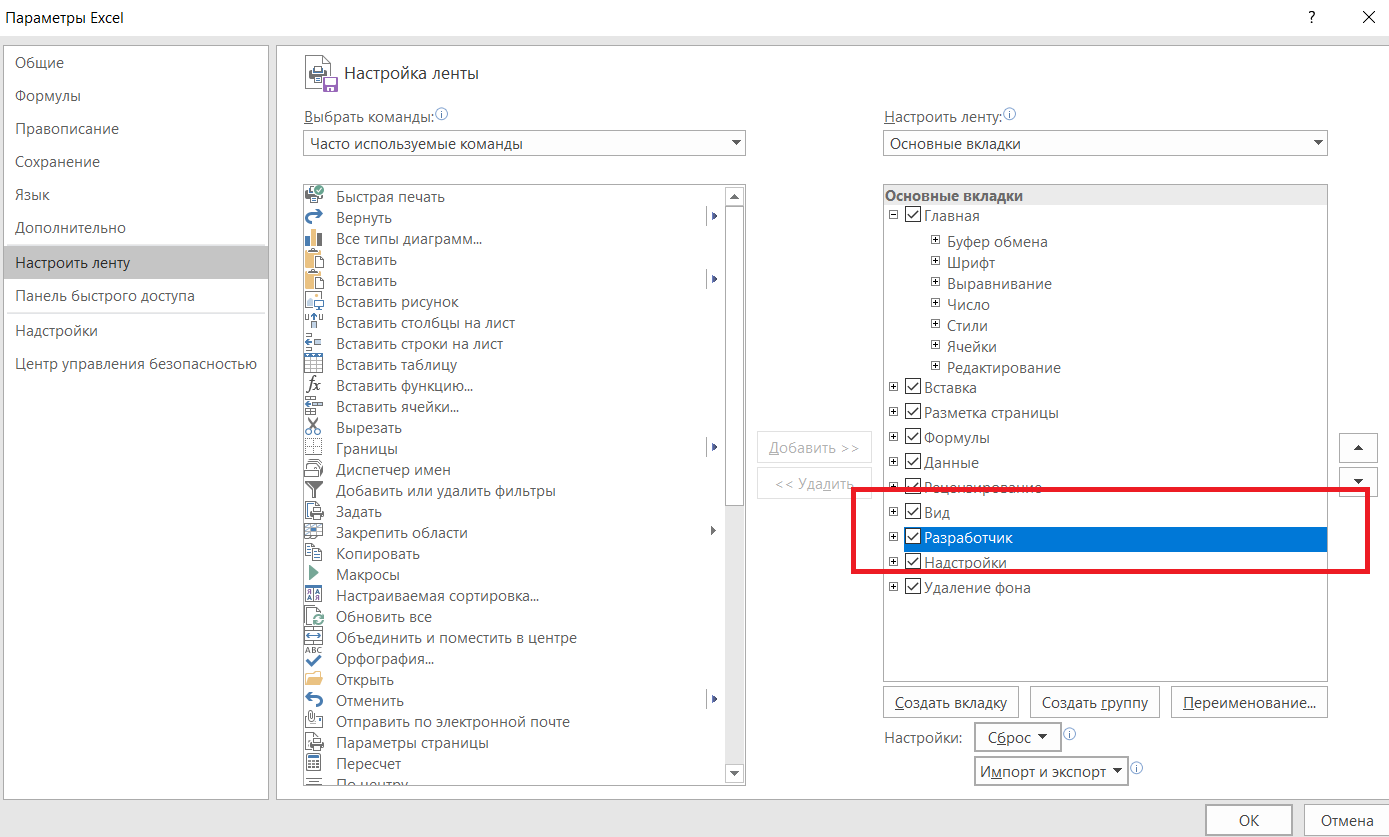 Параметры Excel
?
Общие
Формулы
Правописание
Сохранение
Язык
Дополнительно
Настроить ленту
Панель быстрого доступа
Надстройки
Центр управления безопасностью
Настройка ленты
Выбрать команды:
Часто используемые команды
Быстрая печать
Вернуть
Все типы диаграмм...
Вставить
Вставить
Вставить рисунок
Вставить столбцы на лист
Вставить строки на лист
Вставить таблицу
Вставить функцию...
Вставить ячейки...
Вырезать
Границы
Диспетчер имен
Добавить или удалить фильтры
Задать
Закрепить области
Копировать
Макросы
Настраиваемая сортировка...
Обновить все
Объединить и поместить в центре
Орфография...
Открыть
Отменить
Отправить по электронной почте
Параметры страницы
Пересчет
По центру
Добавить >>
<< Удалить
Настроить ленту:
Основные вкладки
Основные вкладки
Главная
Буфер обмена
Шрифт
Выравнивание
Число
Стили
Ячейки
Редактирование
Вставка
Разметка страницы
Формулы
Данные
Рецензирование
Вид
Разработчик
Надстройки
Удаление фона
Создать вкладку
Создать группу
Переименование...
Настройки:
Сброс
Импорт и экспорт
ОК
Отмена